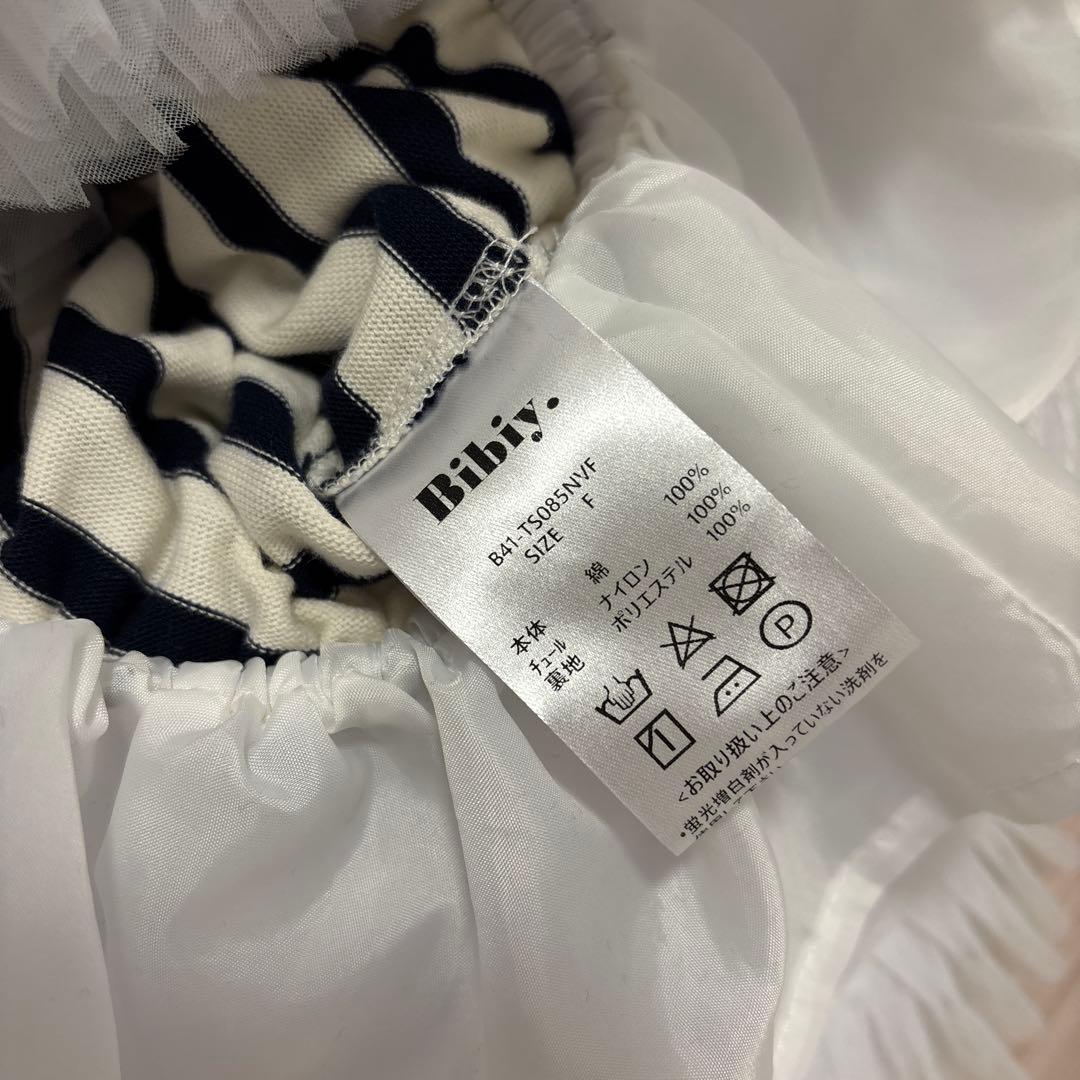 Bibiy.
B41-TS085NVF
SIZE F
本体 綿 100%
チュール ナイロン 100%
裏地 ポリエステル 100%
P
1
<お取り扱い上のご注意>
・蛍光増白剤が入っていない洗剤を